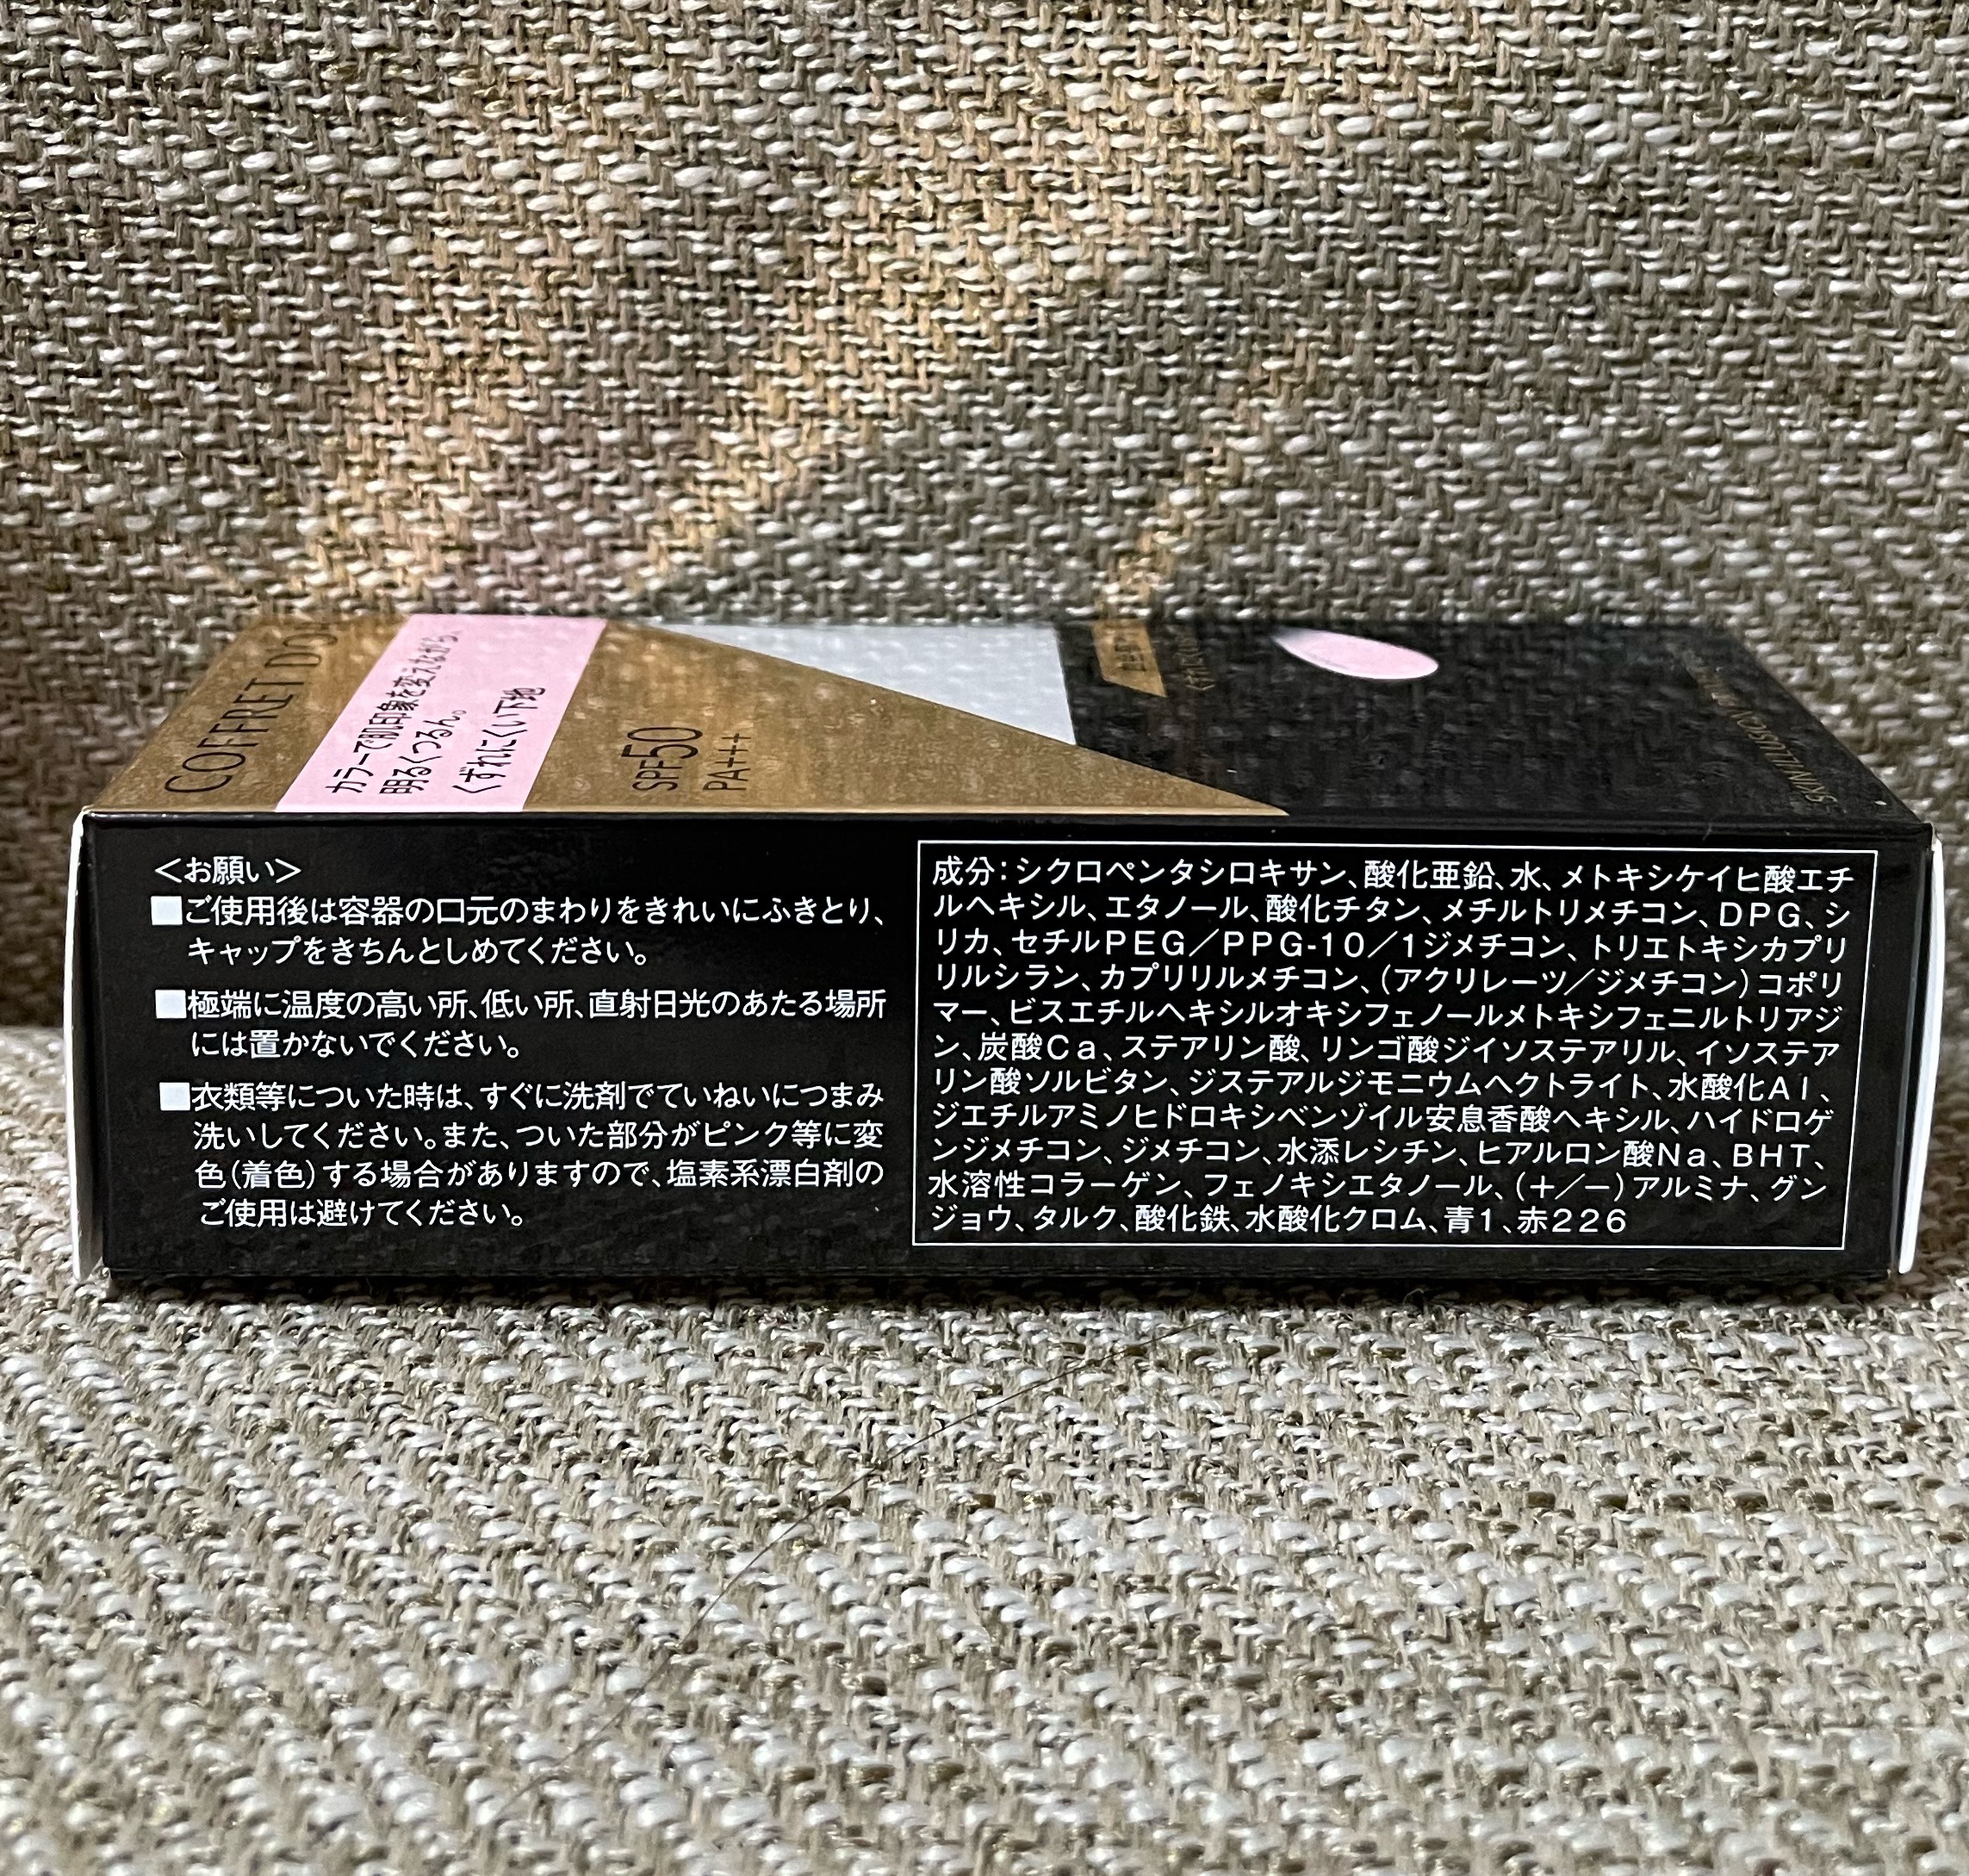 COFFRET D'OR
カラーで肌印象を変えながら、
明るくつるん。
くずれにくい下地
SPF50
PA+++
SKIN ILLUSION
＜お願い＞
■ご使用後は容器の口元のまわりをきれいにふきとり、
キャップをきちんとしめてください。
■極端に温度の高い所、低い所、直射日光のあたる場所
には置かないでください。
■衣類等についた時は、すぐに洗剤でていねいにつまみ
洗いしてください。また、ついた部分がピンク等に変
色（着色）する場合がありますので、塩素系漂白剤の
ご使用は避けてください。
成分：シクロペンタシロキサン、酸化亜鉛、水、メトキシケイヒ酸エチ
ルヘキシル、エタノール、酸化チタン、メチルトリメチコン、DPG、シ
リカ、セチルPEG／PPG-10／1ジメチコン、トリエトキシカプリ
リルシラン、カプリリルメチコン、（アクリレーツ／ジメチコン）コポリ
マー、ビスエチルヘキシルオキシフェノールメトキシフェニルトリアジ
ン、炭酸Ca、ステアリン酸、リンゴ酸ジイソステアリル、イソステア
リン酸ソルビタン、ジステアルジモニウムヘクトライト、水酸化Al、
ジエチルアミノヒドロキシベンゾイル安息香酸ヘキシル、ハイドロゲ
ンジメチコン、ジメチコン、水添レシチン、ヒアルロン酸Na、BHT、
水溶性コラーゲン、フェノキシエタノール、（＋／－）アルミナ、グン
ジョウ、タルク、酸化鉄、水酸化クロム、青1、赤226